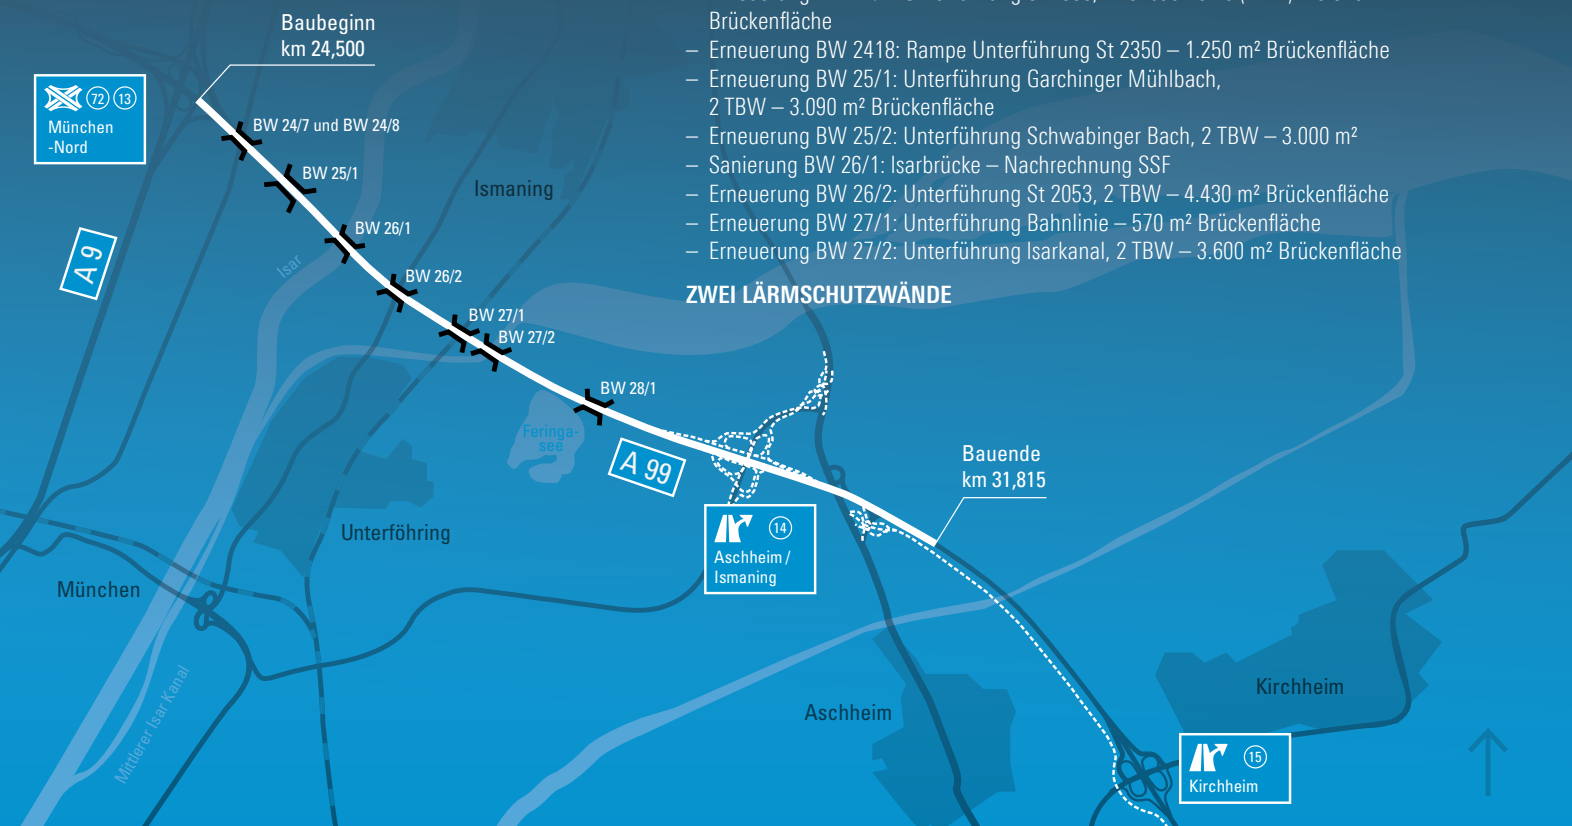 Brückenfläche
– Erneuerung BW 2418: Rampe Unterführung St 2350 – 1.250 m² Brückenfläche
– Erneuerung BW 25/1: Unterführung Garchinger Mühlbach,
2 TBW – 3.090 m² Brückenfläche
– Erneuerung BW 25/2: Unterführung Schwabinger Bach, 2 TBW – 3.000 m²
– Sanierung BW 26/1: Isarbrücke – Nachrechnung SSF
– Erneuerung BW 26/2: Unterführung St 2053, 2 TBW – 4.430 m² Brückenfläche
– Erneuerung BW 27/1: Unterführung Bahnlinie – 570 m² Brückenfläche
– Erneuerung BW 27/2: Unterführung Isarkanal, 2 TBW – 3.600 m² Brückenfläche
ZWEI LÄRMSCHUTZWÄNDE
Baubeginn
km 24,500
72 13
München
-Nord
BW 24/7 und BW 24/8
BW 25/1
Ismaning
BW 26/1
A 9
Isar
BW 26/2
BW 27/1
BW 27/2
BW 28/1
Feringa-
see
A 99
Bauende
km 31,815
14
Aschheim /
Ismaning
Unterföhring
München
Mittlerer Isar Kanal
Aschheim
Kirchheim
15
Kirchheim